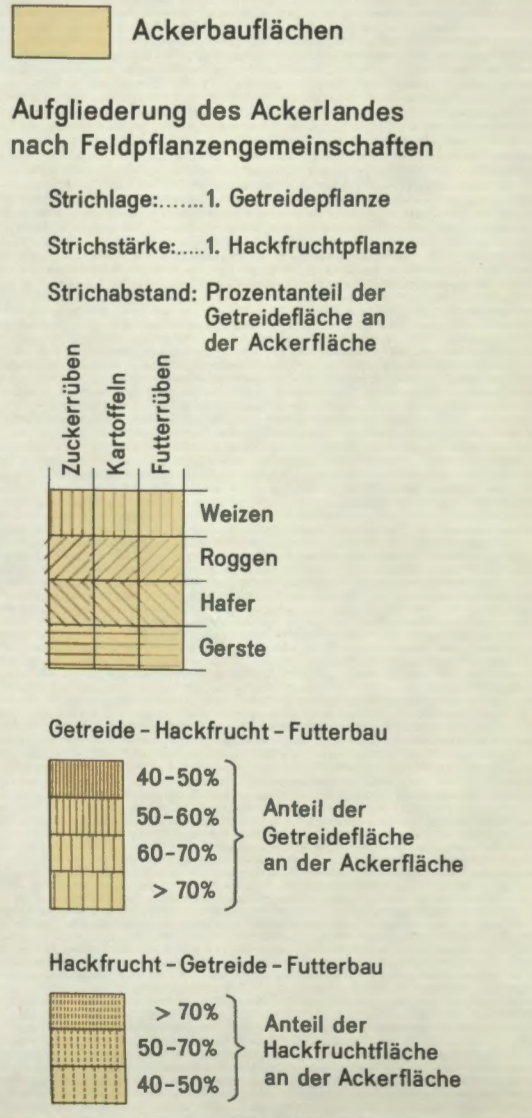 Ackerbauflächen
Aufgliederung des Ackerlandes
nach Feldpflanzengemeinschaften
Strichlage:.......1. Getreidepflanze
Strichstärke:.....1. Hackfruchtpflanze
Strichabstand: Prozentanteil der
Getreidefläche an
der Ackerfläche
Zuckerrüben
Kartoffeln
Futterrüben
Weizen
Roggen
Hafer
Gerste
Getreide - Hackfrucht - Futterbau
40-50%
50-60%
60-70%
> 70%
Anteil der
Getreidefläche
an der Ackerfläche
Hackfrucht - Getreide - Futterbau
> 70%
50-70%
40-50%
Anteil der
Hackfruchtfläche
an der Ackerfläche